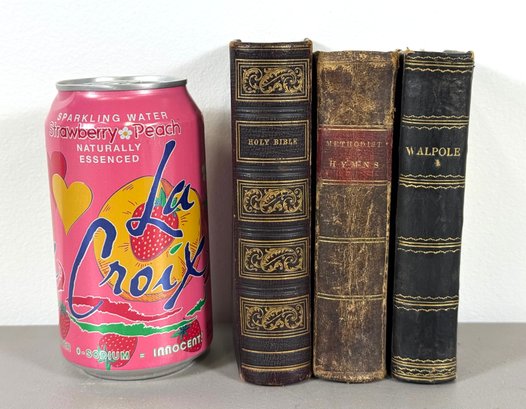 SPARKLING WATER
Strawberry Peach
NATURALLY
ESSENCED
La
Croix
0-SODIUM = INNOCENT
HOLY BIBLE
METHODIST
HYMNS
WALPOLE